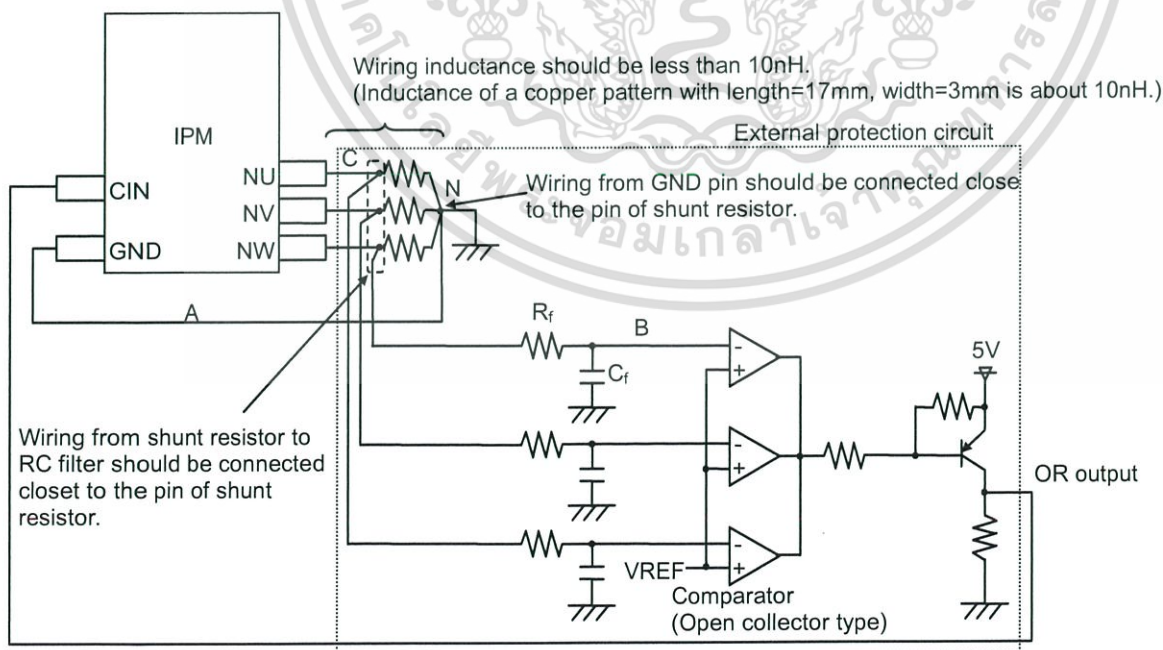 Wiring inductance should be less than 10nH.
(Inductance of a copper pattern with length=17mm, width=3mm is about 10nH.)
External protection circuit
IPM
CIN
GND
NU
NV
NW
C
N
Wiring from GND pin should be connected close
to the pin of shunt resistor.
A
Rf
B
Cf
-
+
5V
Wiring from shunt resistor to
RC filter should be connected
closet to the pin of shunt
resistor.
-
+
OR output
-
+
VREF
Comparator
(Open collector type)